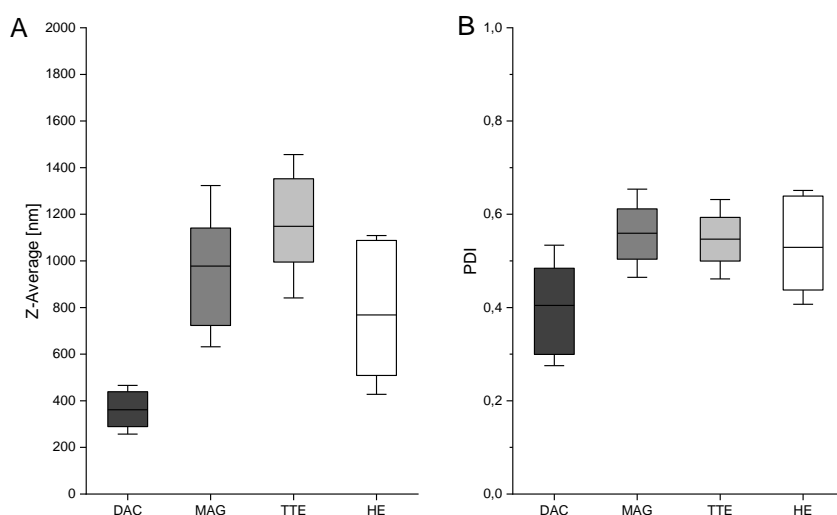 A
Z-Average [nm]
2000
1800
1600
1400
1200
1000
800
600
400
200
0
DAC MAG TTE HE
B
PDI
1,0
0,8
0,6
0,4
0,2
0,0
DAC MAG TTE HE